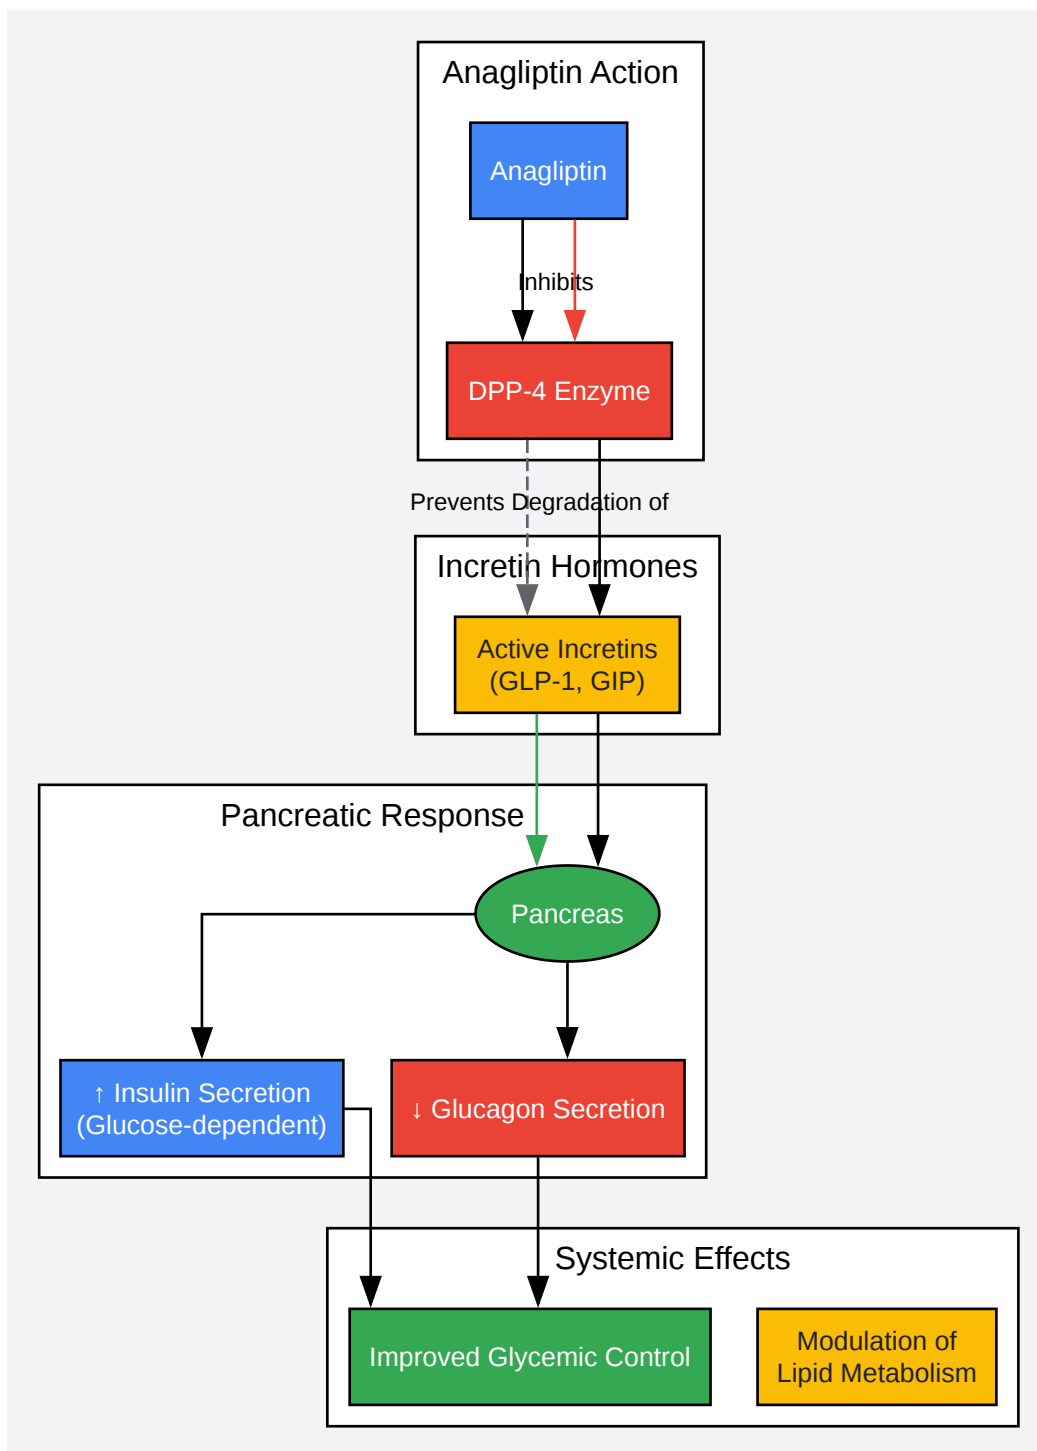 Anagliptin Action
Anagliptin
Inhibits
DPP-4 Enzyme
Prevents Degradation of
Incretin Hormones
Active Incretins
(GLP-1, GIP)
Pancreatic Response
Pancreas
↑ Insulin Secretion
(Glucose-dependent)
↓ Glucagon Secretion
Systemic Effects
Improved Glycemic Control
Modulation of
Lipid Metabolism